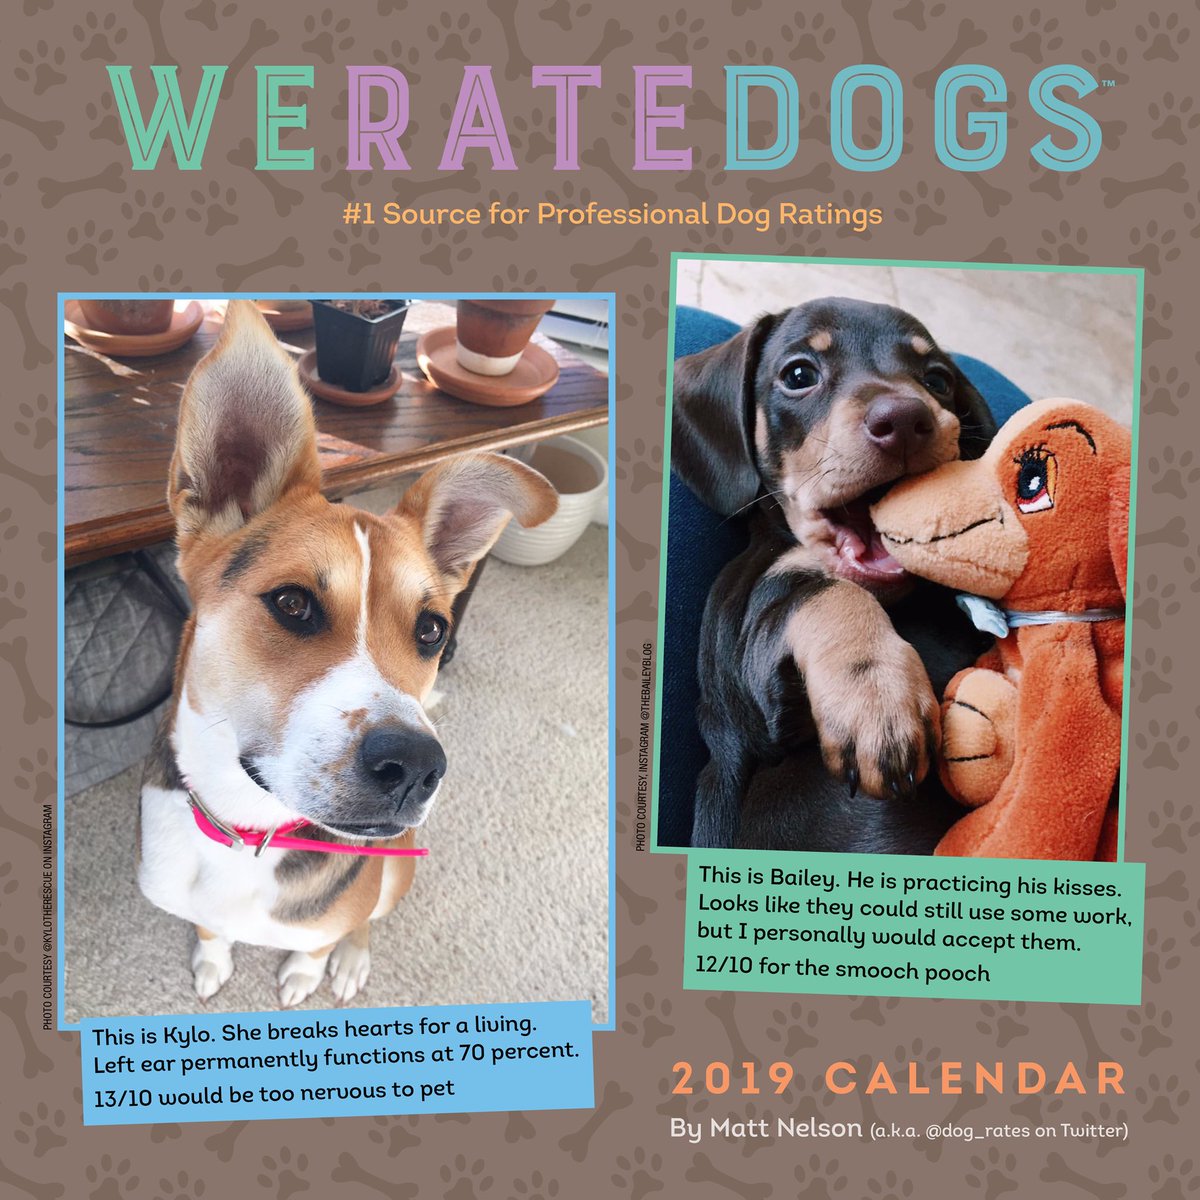 WERATEDOGS™
#1 Source for Professional Dog Ratings
PHOTO COURTESY @KYLOTHERESCUE ON INSTAGRAM
This is Kylo. She breaks hearts for a living.
Left ear permanently functions at 70 percent.
13/10 would be too nervous to pet
PHOTO COURTESY, INSTAGRAM @THEBAILEYBLOG
This is Bailey. He is practicing his kisses.
Looks like they could still use some work,
but I personally would accept them.
12/10 for the smooch pooch
2019 CALENDAR
By Matt Nelson (a.k.a. @dog_rates on Twitter)